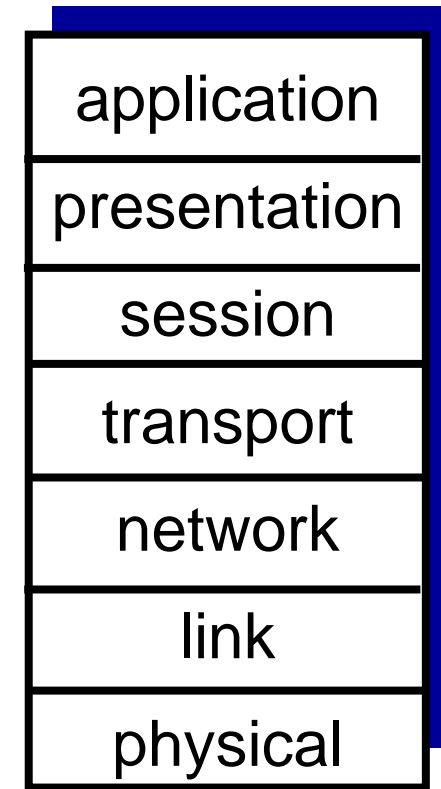 application
presentation
session
transport
network
link
physical